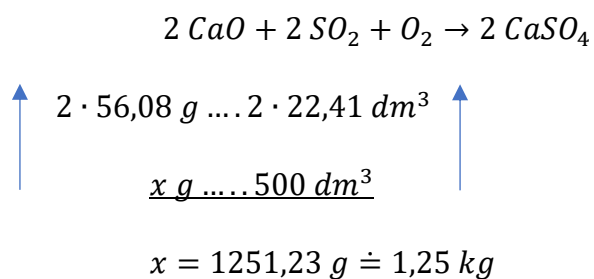 2 CaO + 2 SO₂ + O₂ → 2 CaSO₄
2 · 56,08 g …. 2 · 22,41 dm³
x g ….. 500 dm³
x = 1251,23 g ≐ 1,25 kg